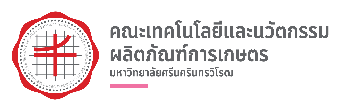 คณะเทคโนโลยีและนวัตกรรม
ผลิตภัณฑ์การเกษตร
มหาวิทยาลัยศรีนครินทรวิโรฒ